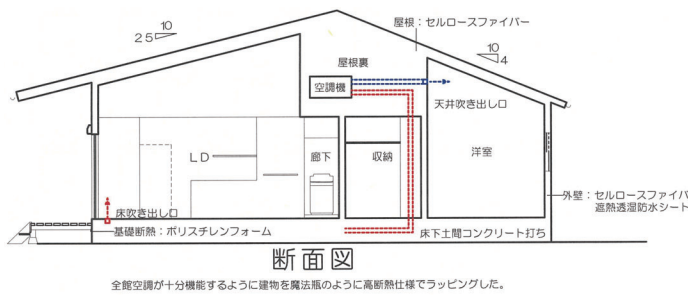 屋根：セルロースファイバー
10
2.5
10
4
屋根裏
空調機
天井吹き出し口
LD
廊下
収納
洋室
床吹き出し口
外壁：セルロースファイバ
遮熱透湿防水シート
基礎断熱：ポリスチレンフォーム
床下土間コンクリート打ち
断面図
全館空調が十分機能するように建物を魔法瓶のように高断熱仕様でラッピングした。